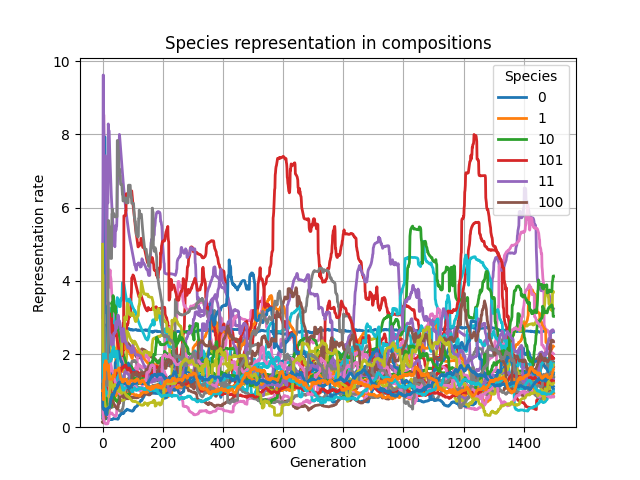 Species representation in compositions
Representation rate
10
8
6
4
2
0
0 200 400 600 800 1000 1200 1400
Generation
Species
0
1
10
101
11
100